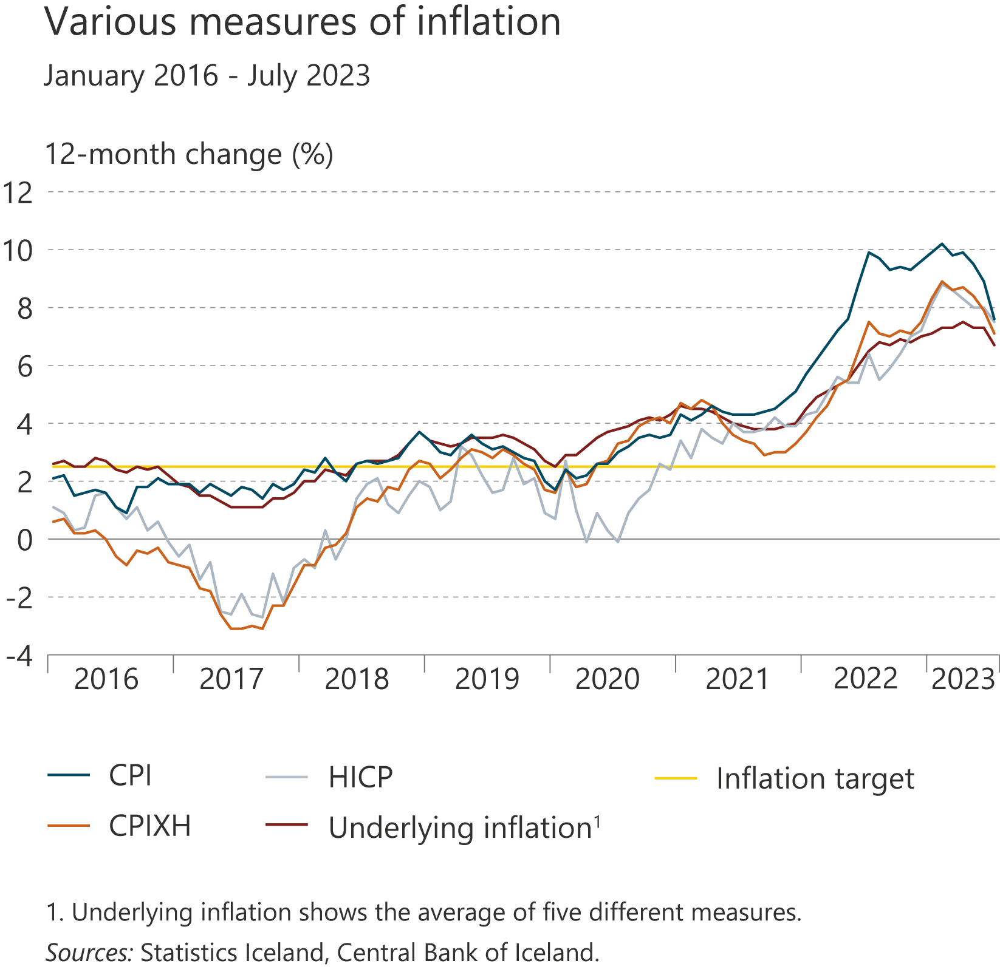 Various measures of inflation
January 2016 - July 2023
12-month change (%)
12
10
8
6
4
2
0
-2
-4
2016 2017 2018 2019 2020 2021 2022 2023
CPI HICP Inflation target
CPIXH Underlying inflation¹
1. Underlying inflation shows the average of five different measures.
Sources: Statistics Iceland, Central Bank of Iceland.